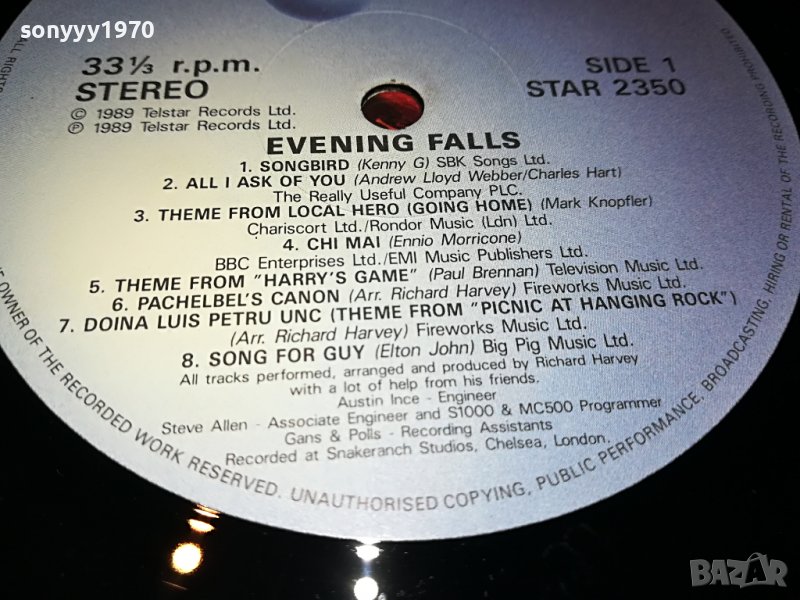 sonyyy1970
33 1/3 r.p.m.
STEREO
SIDE 1
STAR 2350
© 1989 Telstar Records Ltd.
℗ 1989 Telstar Records Ltd.
EVENING FALLS
1. SONGBIRD (Kenny G) SBK Songs Ltd.
2. ALL I ASK OF YOU (Andrew Lloyd Webber/Charles Hart)
The Really Useful Company PLC.
3. THEME FROM LOCAL HERO (GOING HOME) (Mark Knopfler)
Chariscort Ltd./Rondor Music (Ldn) Ltd.
4. CHI MAI (Ennio Morricone)
BBC Enterprises Ltd./EMI Music Publishers Ltd.
5. THEME FROM "HARRY'S GAME" (Paul Brennan) Television Music Ltd.
6. PACHELBEL'S CANON (Arr. Richard Harvey) Fireworks Music Ltd.
7. DOINA LUIS PETRU UNC (THEME FROM "PICNIC AT HANGING ROCK")
(Arr. Richard Harvey) Fireworks Music Ltd.
8. SONG FOR GUY (Elton John) Big Pig Music Ltd.
All tracks performed, arranged and produced by Richard Harvey
with a lot of help from his friends.
Austin Ince - Engineer
Steve Allen - Associate Engineer and S1000 & MC500 Programmer
Gans & Polls - Recording Assistants
Recorded at Snakeranch Studios, Chelsea, London.
ALL RIGHTS
OWNER OF THE RECORDED WORK RESERVED. UNAUTHORISED COPYING, PUBLIC PERFORMANCE, BROADCASTING, HIRING OR RENTAL OF THE RECORDING PROHIBITED
BAZAR